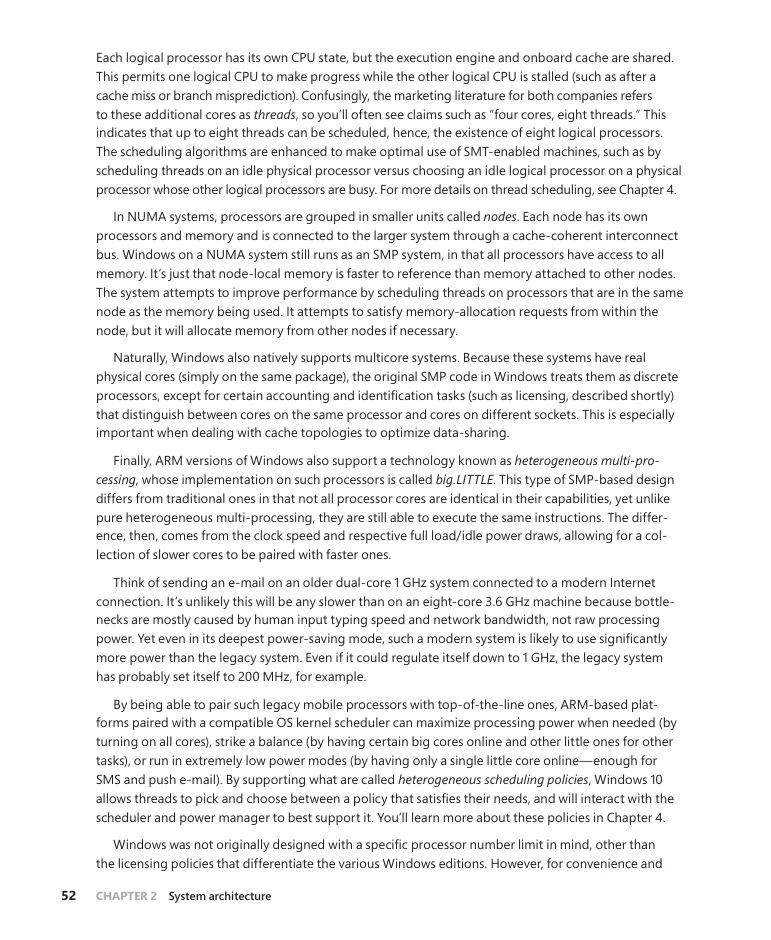 Each logical processor has its own CPU state, but the execution engine and onboard cache are shared.
This permits one logical CPU to make progress while the other logical CPU is stalled (such as after a
cache miss or branch misprediction). Confusingly, the marketing literature for both companies refers
to these additional cores as threads, so you’ll often see claims such as “four cores, eight threads.” This
indicates that up to eight threads can be scheduled, hence, the existence of eight logical processors.
The scheduling algorithms are enhanced to make optimal use of SMT-enabled machines, such as by
scheduling threads on an idle physical processor versus choosing an idle logical processor on a physical
processor whose other logical processors are busy. For more details on thread scheduling, see Chapter 4.
In NUMA systems, processors are grouped in smaller units called nodes. Each node has its own
processors and memory and is connected to the larger system through a cache-coherent interconnect
bus. Windows on a NUMA system still runs as an SMP system, in that all processors have access to all
memory. It’s just that node-local memory is faster to reference than memory attached to other nodes.
The system attempts to improve performance by scheduling threads on processors that are in the same
node as the memory being used. It attempts to satisfy memory-allocation requests from within the
node, but it will allocate memory from other nodes if necessary.
Naturally, Windows also natively supports multicore systems. Because these systems have real
physical cores (simply on the same package), the original SMP code in Windows treats them as discrete
processors, except for certain accounting and identification tasks (such as licensing, described shortly)
that distinguish between cores on the same processor and cores on different sockets. This is especially
important when dealing with cache topologies to optimize data-sharing.
Finally, ARM versions of Windows also support a technology known as heterogeneous multi-pro-
cessing, whose implementation on such processors is called big.LITTLE. This type of SMP-based design
differs from traditional ones in that not all processor cores are identical in their capabilities, yet unlike
pure heterogeneous multi-processing, they are still able to execute the same instructions. The differ-
ence, then, comes from the clock speed and respective full load/idle power draws, allowing for a col-
lection of slower cores to be paired with faster ones.
Think of sending an e-mail on an older dual-core 1 GHz system connected to a modern Internet
connection. It’s unlikely this will be any slower than on an eight-core 3.6 GHz machine because bottle-
necks are mostly caused by human input typing speed and network bandwidth, not raw processing
power. Yet even in its deepest power-saving mode, such a modern system is likely to use significantly
more power than the legacy system. Even if it could regulate itself down to 1 GHz, the legacy system
has probably set itself to 200 MHz, for example.
By being able to pair such legacy mobile processors with top-of-the-line ones, ARM-based plat-
forms paired with a compatible OS kernel scheduler can maximize processing power when needed (by
turning on all cores), strike a balance (by having certain big cores online and other little ones for other
tasks), or run in extremely low power modes (by having only a single little core online—enough for
SMS and push e-mail). By supporting what are called heterogeneous scheduling policies, Windows 10
allows threads to pick and choose between a policy that satisfies their needs, and will interact with the
scheduler and power manager to best support it. You’ll learn more about these policies in Chapter 4.
Windows was not originally designed with a specific processor number limit in mind, other than
the licensing policies that differentiate the various Windows editions. However, for convenience and
52 CHAPTER 2 System architecture